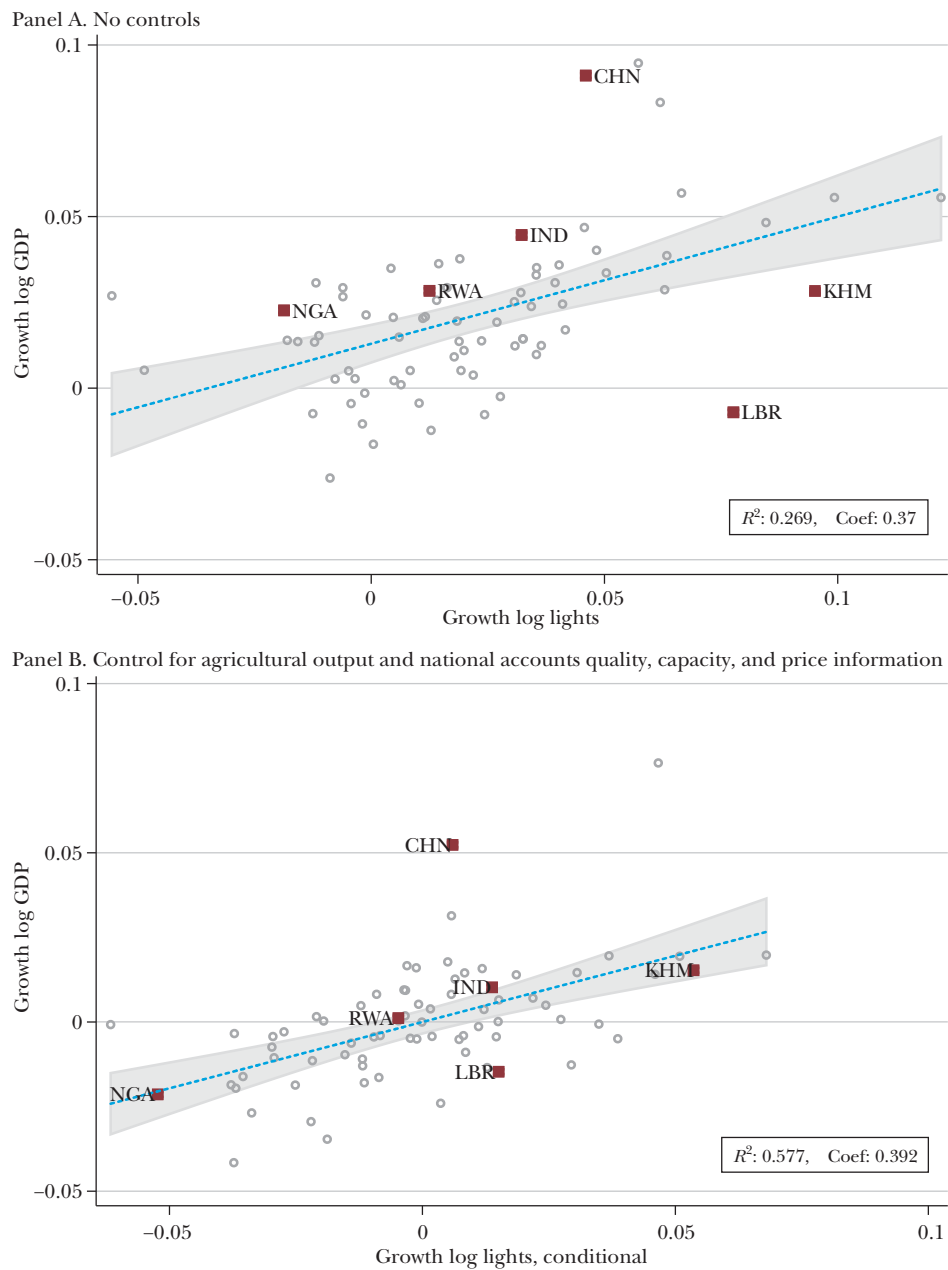 Panel A. No controls
0.1
CHN
0.05
IND
RWA
KHM
NGA
Growth log GDP
0
LBR
R²: 0.269, Coef: 0.37
−0.05
−0.05 0 0.05 0.1
Growth log lights
Panel B. Control for agricultural output and national accounts quality, capacity, and price information
0.1
0.05
CHN
Growth log GDP
KHM
IND
RWA
0
LBR
NGA
R²: 0.577, Coef: 0.392
−0.05
−0.05 0 0.05 0.1
Growth log lights, conditional